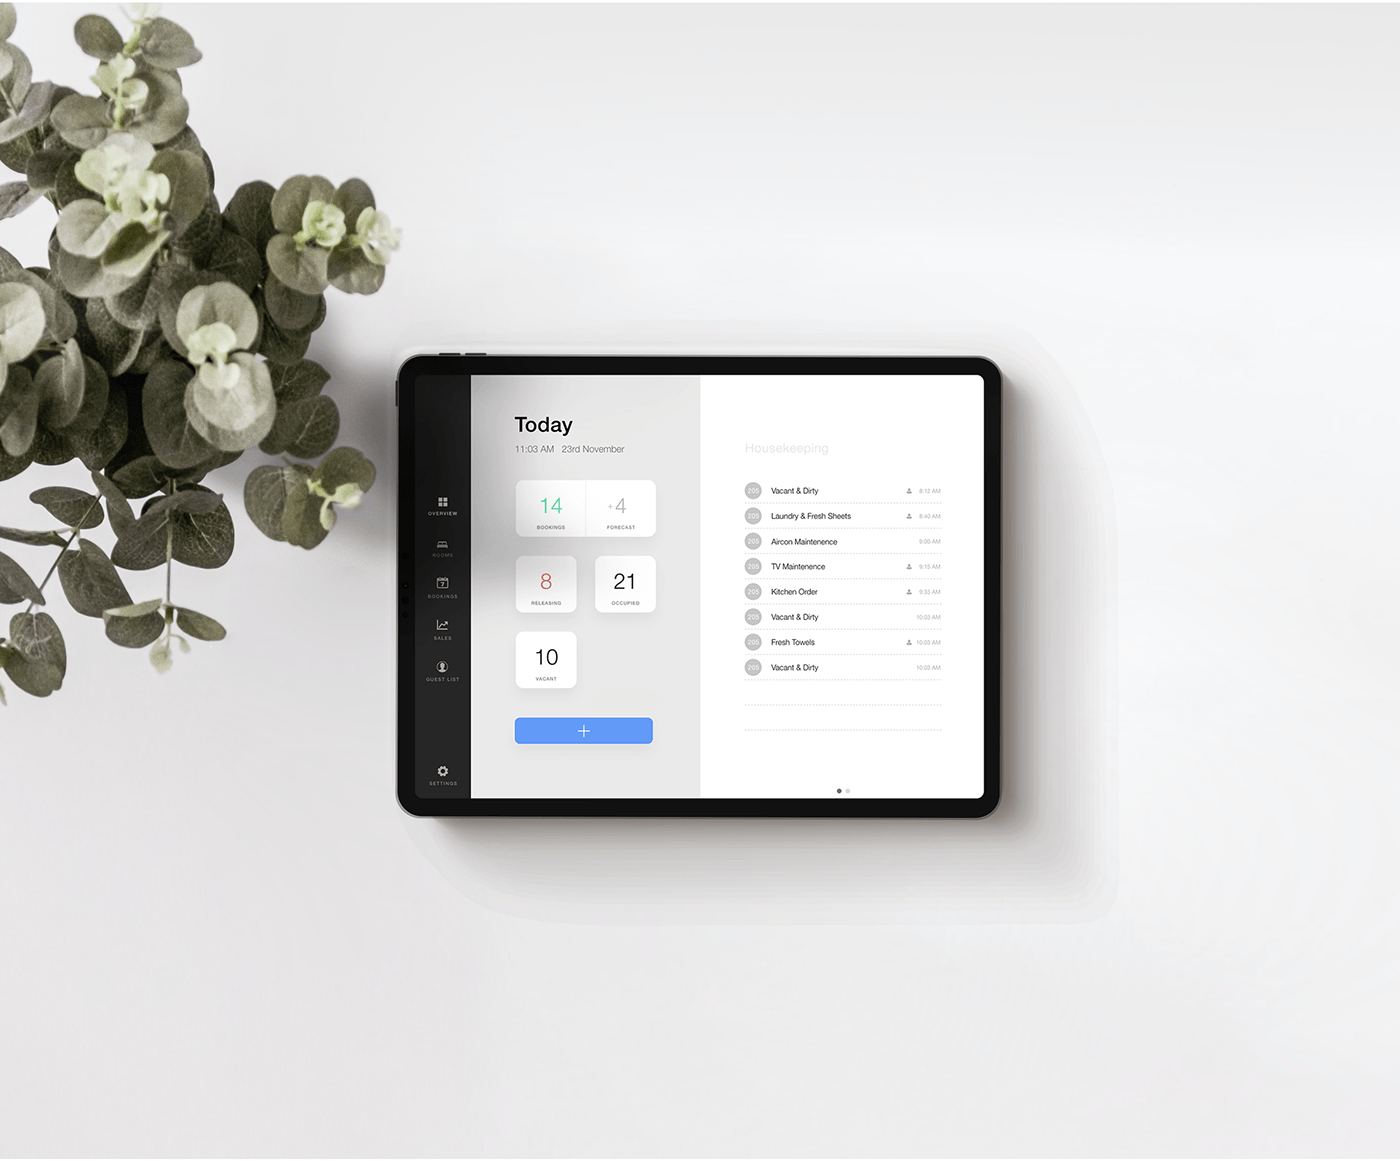 OVERVIEW
ROOMS
7
BOOKINGS
SALES
GUEST LIST
SETTINGS
Today
11:03 AM 23rd November
14 +4
BOOKINGS FORECAST
8 21
RELEASING OCCUPIED
10
VACANT
+
Housekeeping
205 Vacant & Dirty 8:12 AM
205 Laundry & Fresh Sheets 8:40 AM
205 Aircon Maintenence 9:00 AM
205 TV Maintenence 9:15 AM
205 Kitchen Order 9:33 AM
205 Vacant & Dirty 10:03 AM
205 Fresh Towels 10:03 AM
205 Vacant & Dirty 10:03 AM